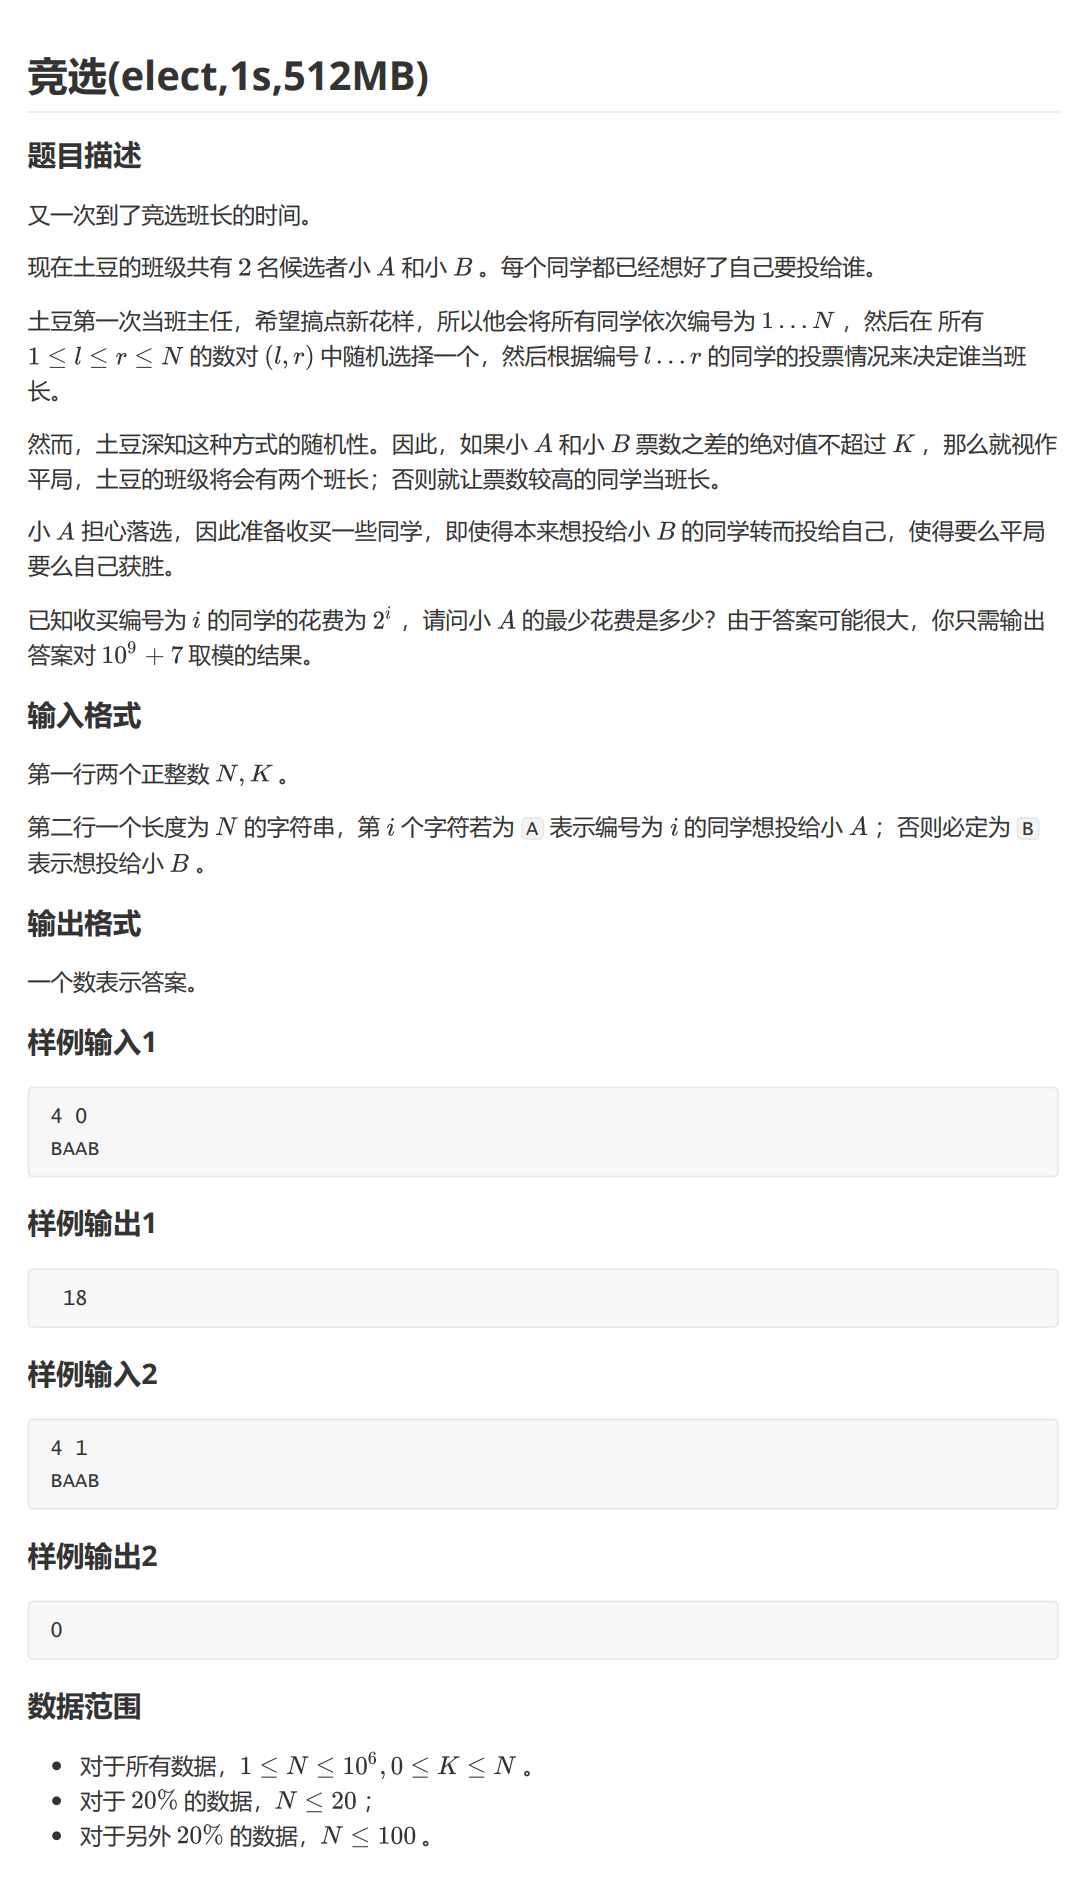 竞选(elect,1s,512MB)
题目描述
又一次到了竞选班长的时间。
现在土豆的班级共有 2 名候选者小 A 和小 B 。每个同学都已经想好了自己要投给谁。
土豆第一次当班主任，希望搞点新花样，所以他会将所有同学依次编号为 1…N ，然后在 所有
1 ≤ l ≤ r ≤ N 的数对 (l, r) 中随机选择一个，然后根据编号 l…r 的同学的投票情况来决定谁当班
长。
然而，土豆深知这种方式的随机性。因此，如果小 A 和小 B 票数之差的绝对值不超过 K ，那么就视作
平局，土豆的班级将会有两个班长；否则就让票数较高的同学当班长。
小 A 担心落选，因此准备收买一些同学，即使得本来想投给小 B 的同学转而投给自己，使得要么平局
要么自己获胜。
已知收买编号为 i 的同学的花费为 2^i ，请问小 A 的最少花费是多少？由于答案可能很大，你只需输出
答案对 10^9 + 7 取模的结果。
输入格式
第一行两个正整数 N, K 。
第二行一个长度为 N 的字符串，第 i 个字符若为 A 表示编号为 i 的同学想投给小 A ；否则必定为 B
表示想投给小 B 。
输出格式
一个数表示答案。
样例输入1
4 0
BAAB
样例输出1
18
样例输入2
4 1
BAAB
样例输出2
0
数据范围
• 对于所有数据，1 ≤ N ≤ 10^6, 0 ≤ K ≤ N 。
• 对于 20% 的数据，N ≤ 20；
• 对于另外 20% 的数据，N ≤ 100 。